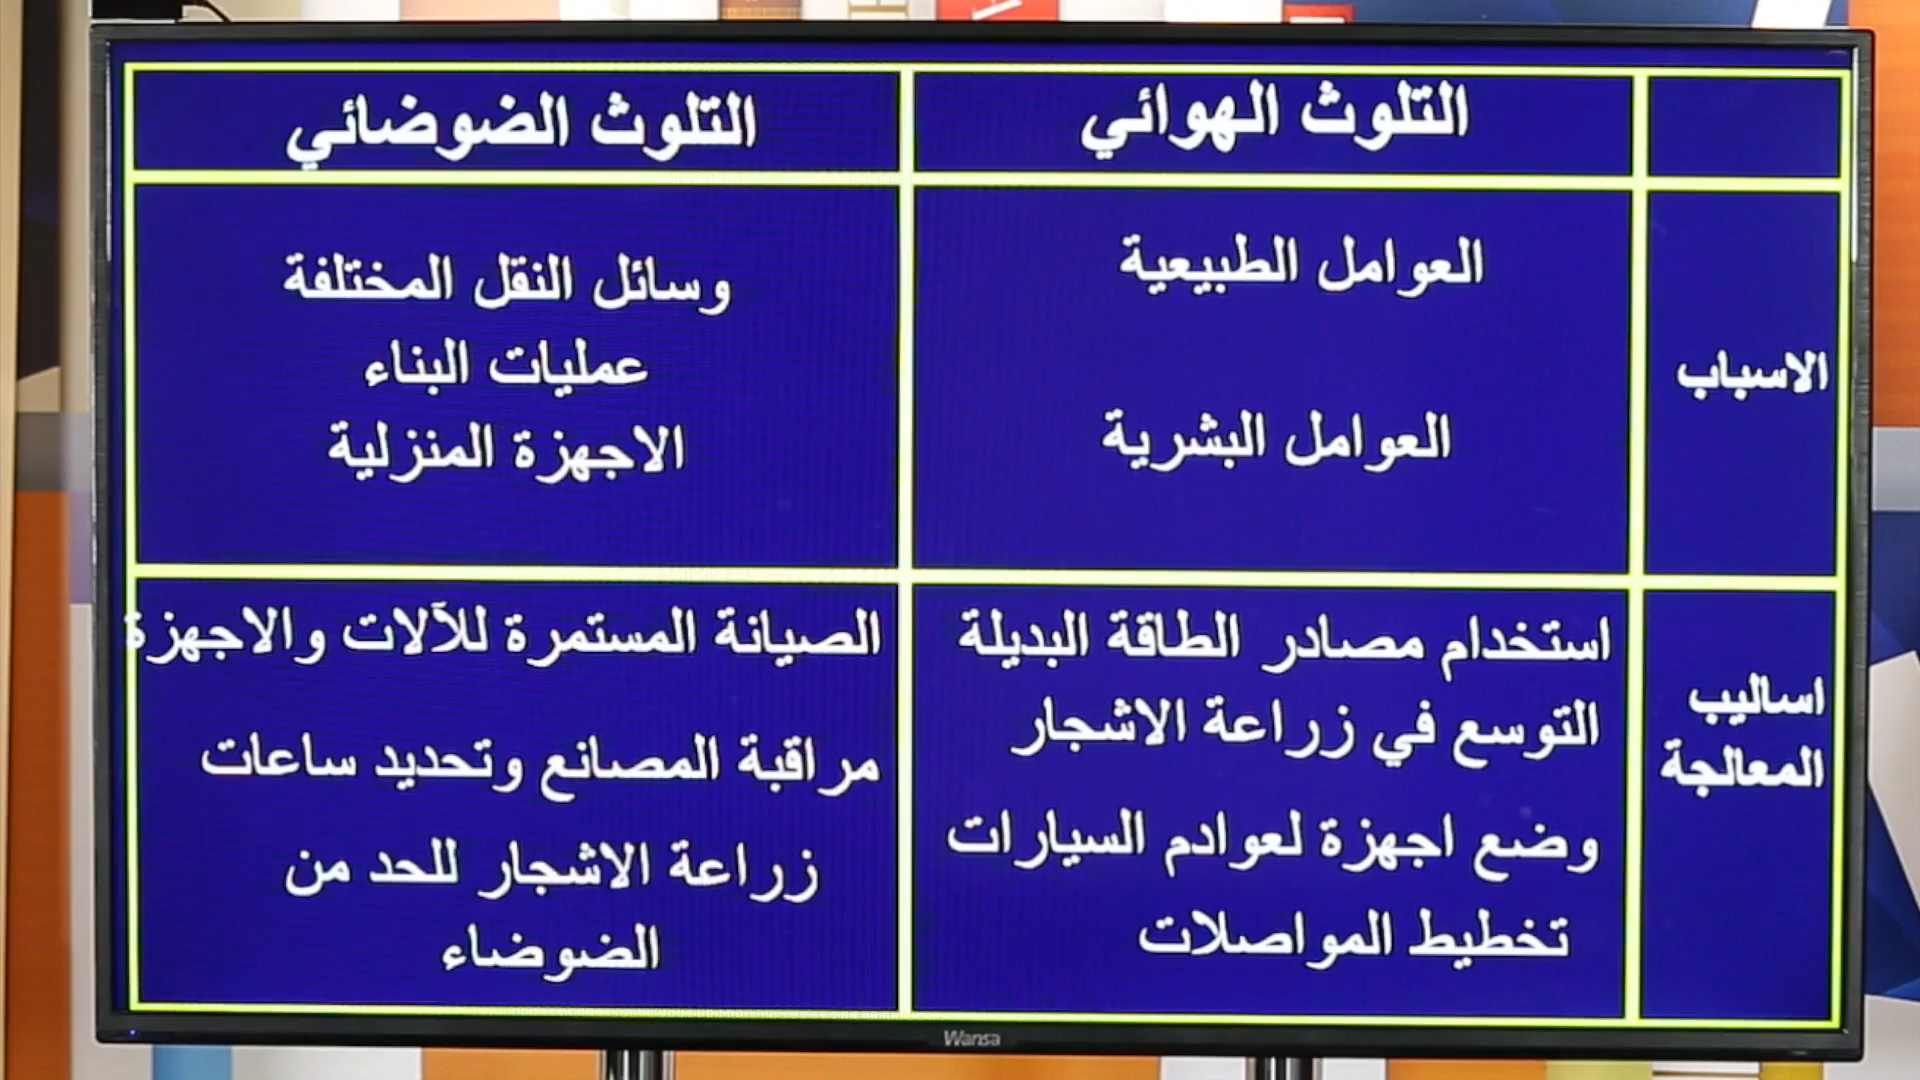 التلوث الهوائي
التلوث الضوضائي
الاسباب
العوامل الطبيعية
العوامل البشرية
وسائل النقل المختلفة
عمليات البناء
الاجهزة المنزلية
اساليب
المعالجة
استخدام مصادر الطاقة البديلة
التوسع في زراعة الاشجار
وضع اجهزة لعوادم السيارات
تخطيط المواصلات
الصيانة المستمرة للآلات والاجهزة
مراقبة المصانع وتحديد ساعات
زراعة الاشجار للحد من
الضوضاء
Wansa